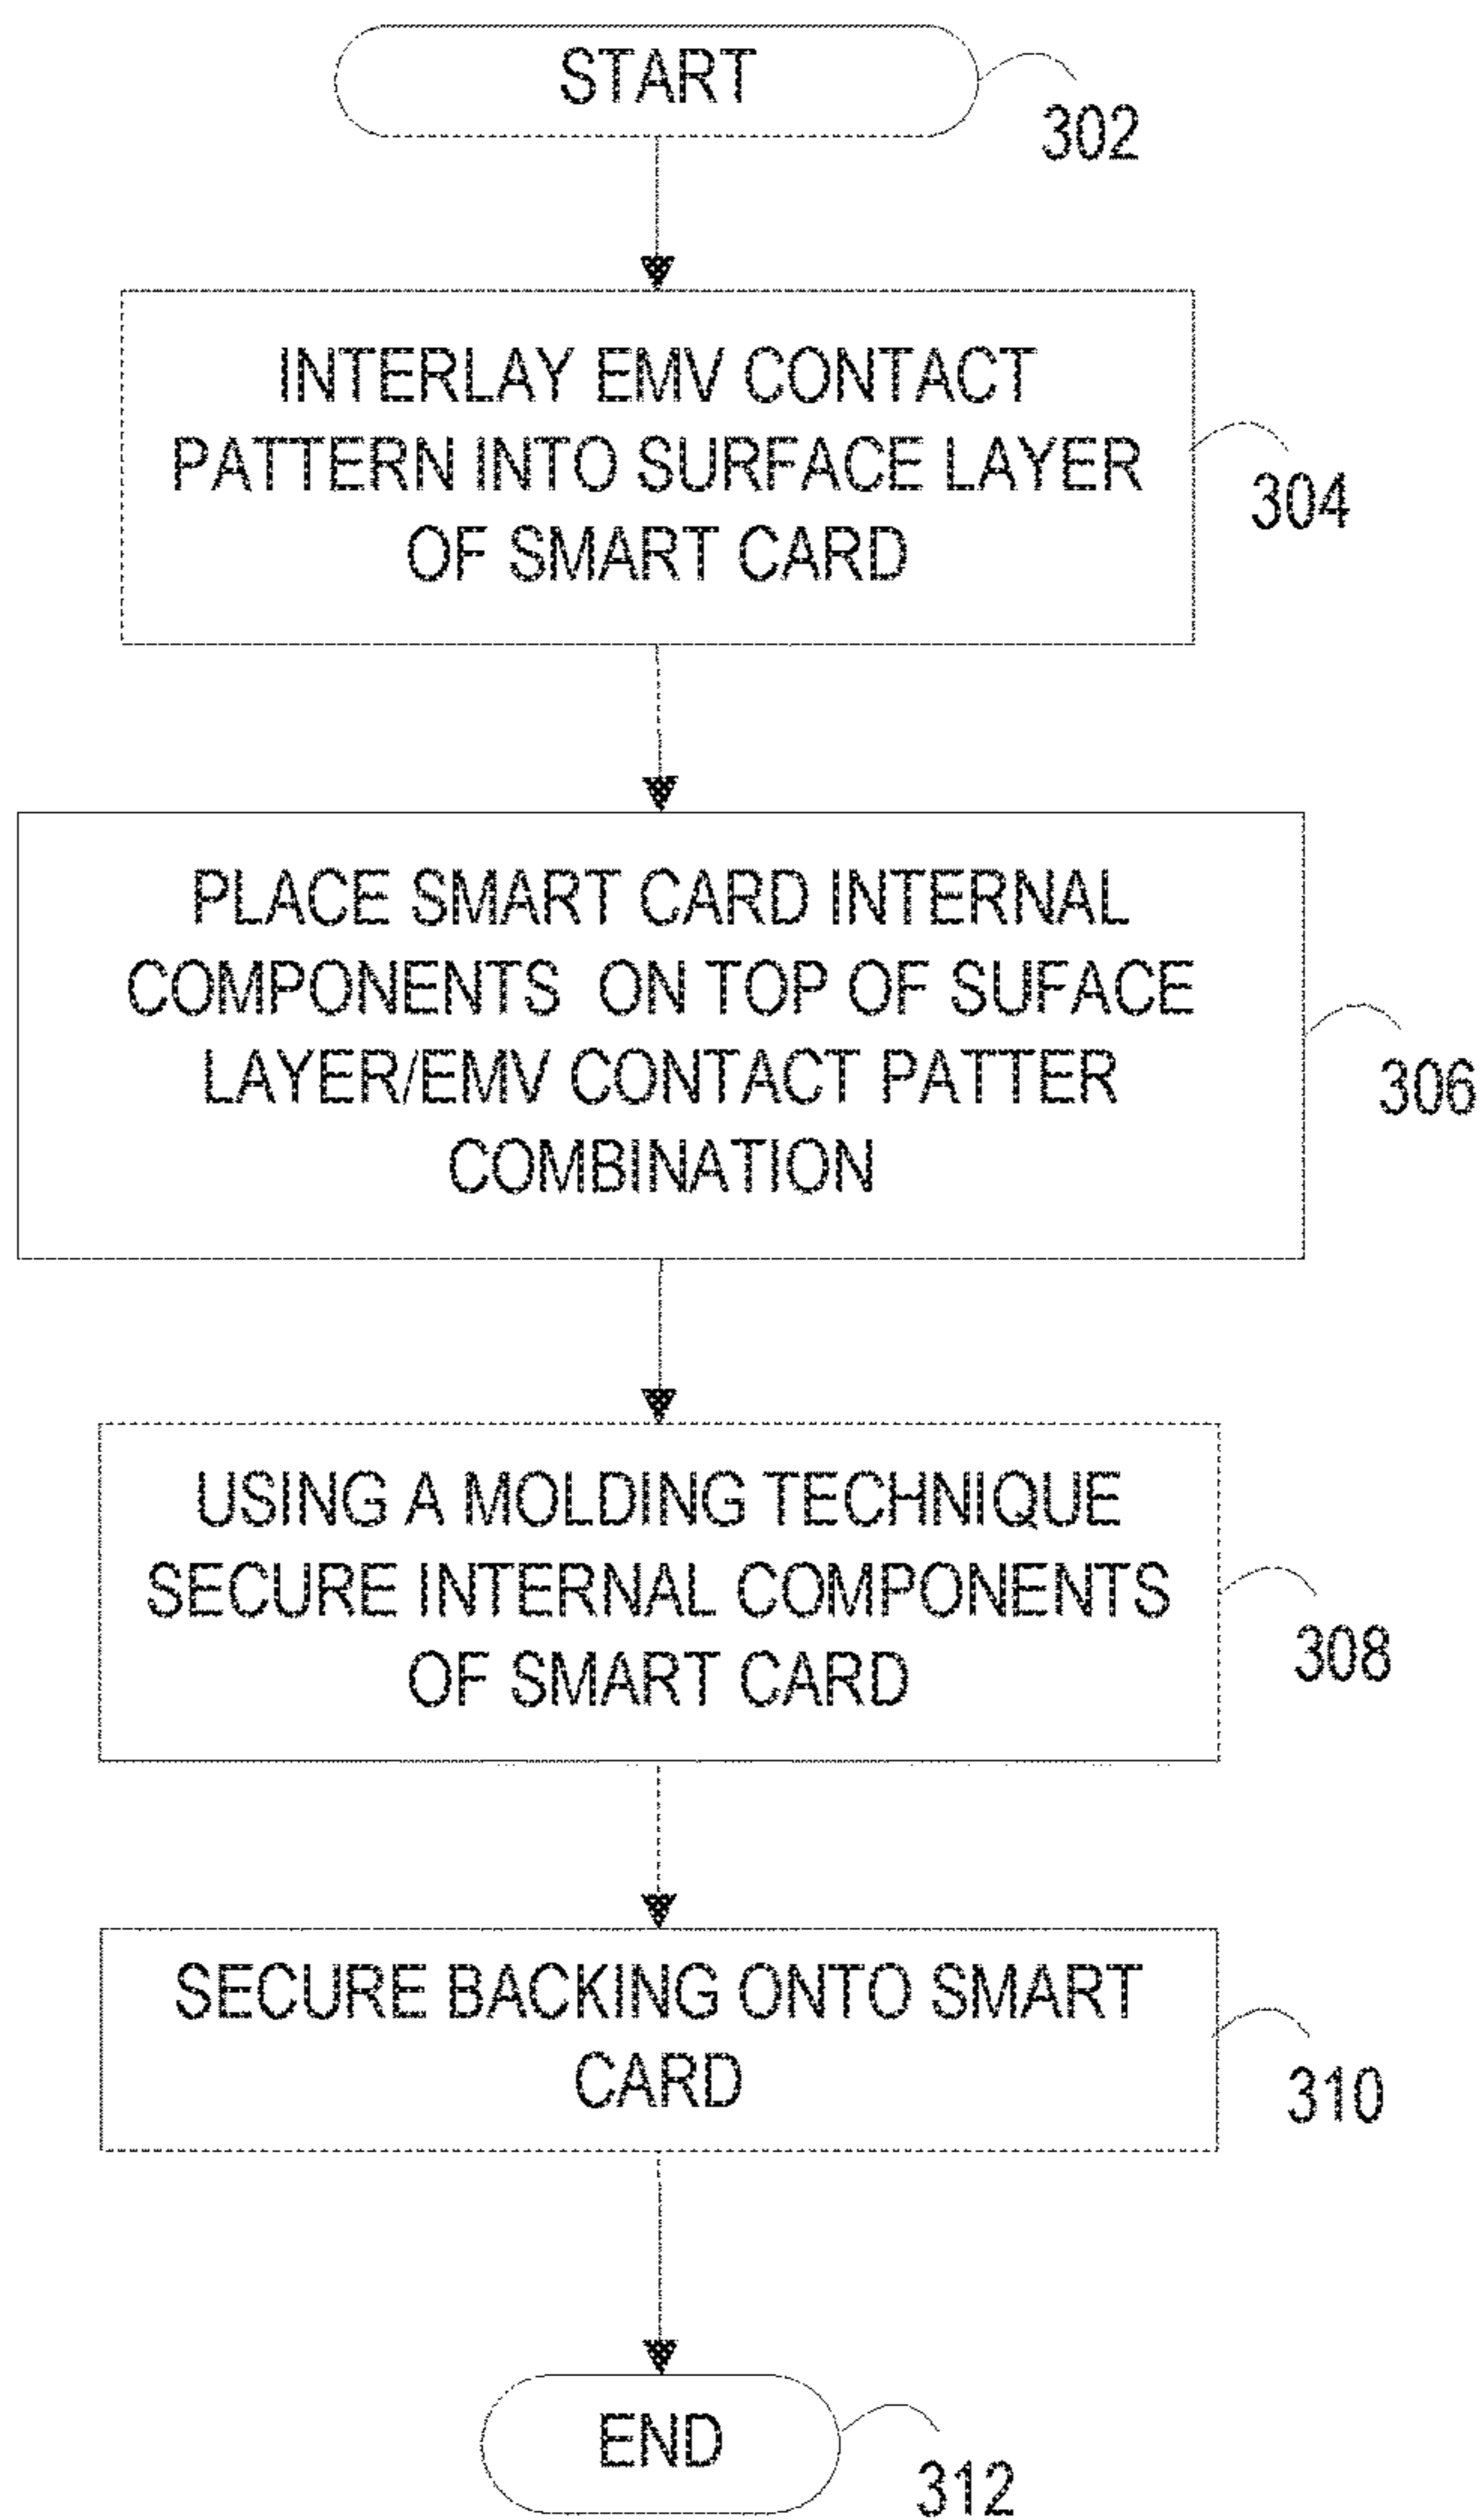 START
302
INTERLAY EMV CONTACT
PATTERN INTO SURFACE LAYER
OF SMART CARD
304
PLACE SMART CARD INTERNAL
COMPONENTS ON TOP OF SUFACE
LAYER/EMV CONTACT PATTER
COMBINATION
306
USING A MOLDING TECHNIQUE
SECURE INTERNAL COMPONENTS
OF SMART CARD
308
SECURE BACKING ONTO SMART
CARD
310
END
312